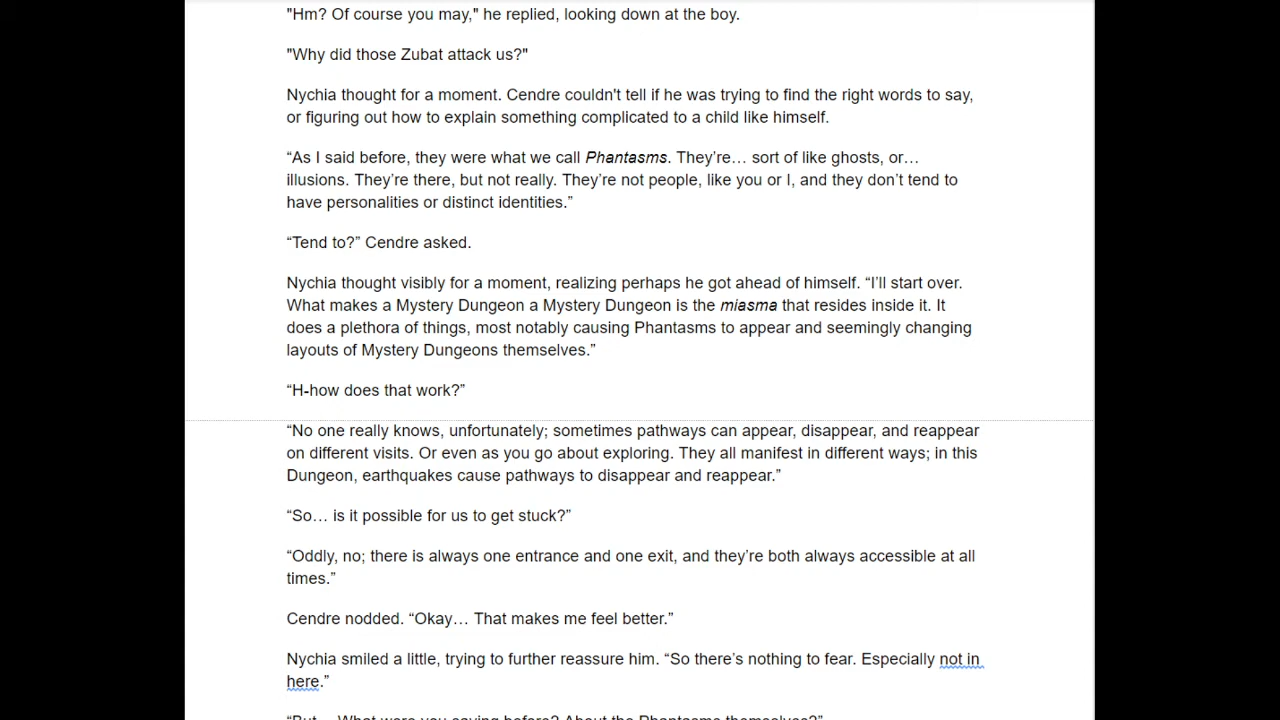 "Hm? Of course you may," he replied, looking down at the boy.
"Why did those Zubat attack us?"
Nychia thought for a moment. Cendre couldn't tell if he was trying to find the right words to say,
or figuring out how to explain something complicated to a child like himself.
“As I said before, they were what we call Phantasms. They’re… sort of like ghosts, or…
illusions. They’re there, but not really. They’re not people, like you or I, and they don’t tend to
have personalities or distinct identities.”
“Tend to?” Cendre asked.
Nychia thought visibly for a moment, realizing perhaps he got ahead of himself. “I’ll start over.
What makes a Mystery Dungeon a Mystery Dungeon is the miasma that resides inside it. It
does a plethora of things, most notably causing Phantasms to appear and seemingly changing
layouts of Mystery Dungeons themselves.”
“H-how does that work?”
“No one really knows, unfortunately; sometimes pathways can appear, disappear, and reappear
on different visits. Or even as you go about exploring. They all manifest in different ways; in this
Dungeon, earthquakes cause pathways to disappear and reappear.”
“So… is it possible for us to get stuck?”
“Oddly, no; there is always one entrance and one exit, and they’re both always accessible at all
times.”
Cendre nodded. “Okay… That makes me feel better.”
Nychia smiled a little, trying to further reassure him. “So there’s nothing to fear. Especially not in
here.”
“But… What were you saying before? About the Phantasms themselves?”